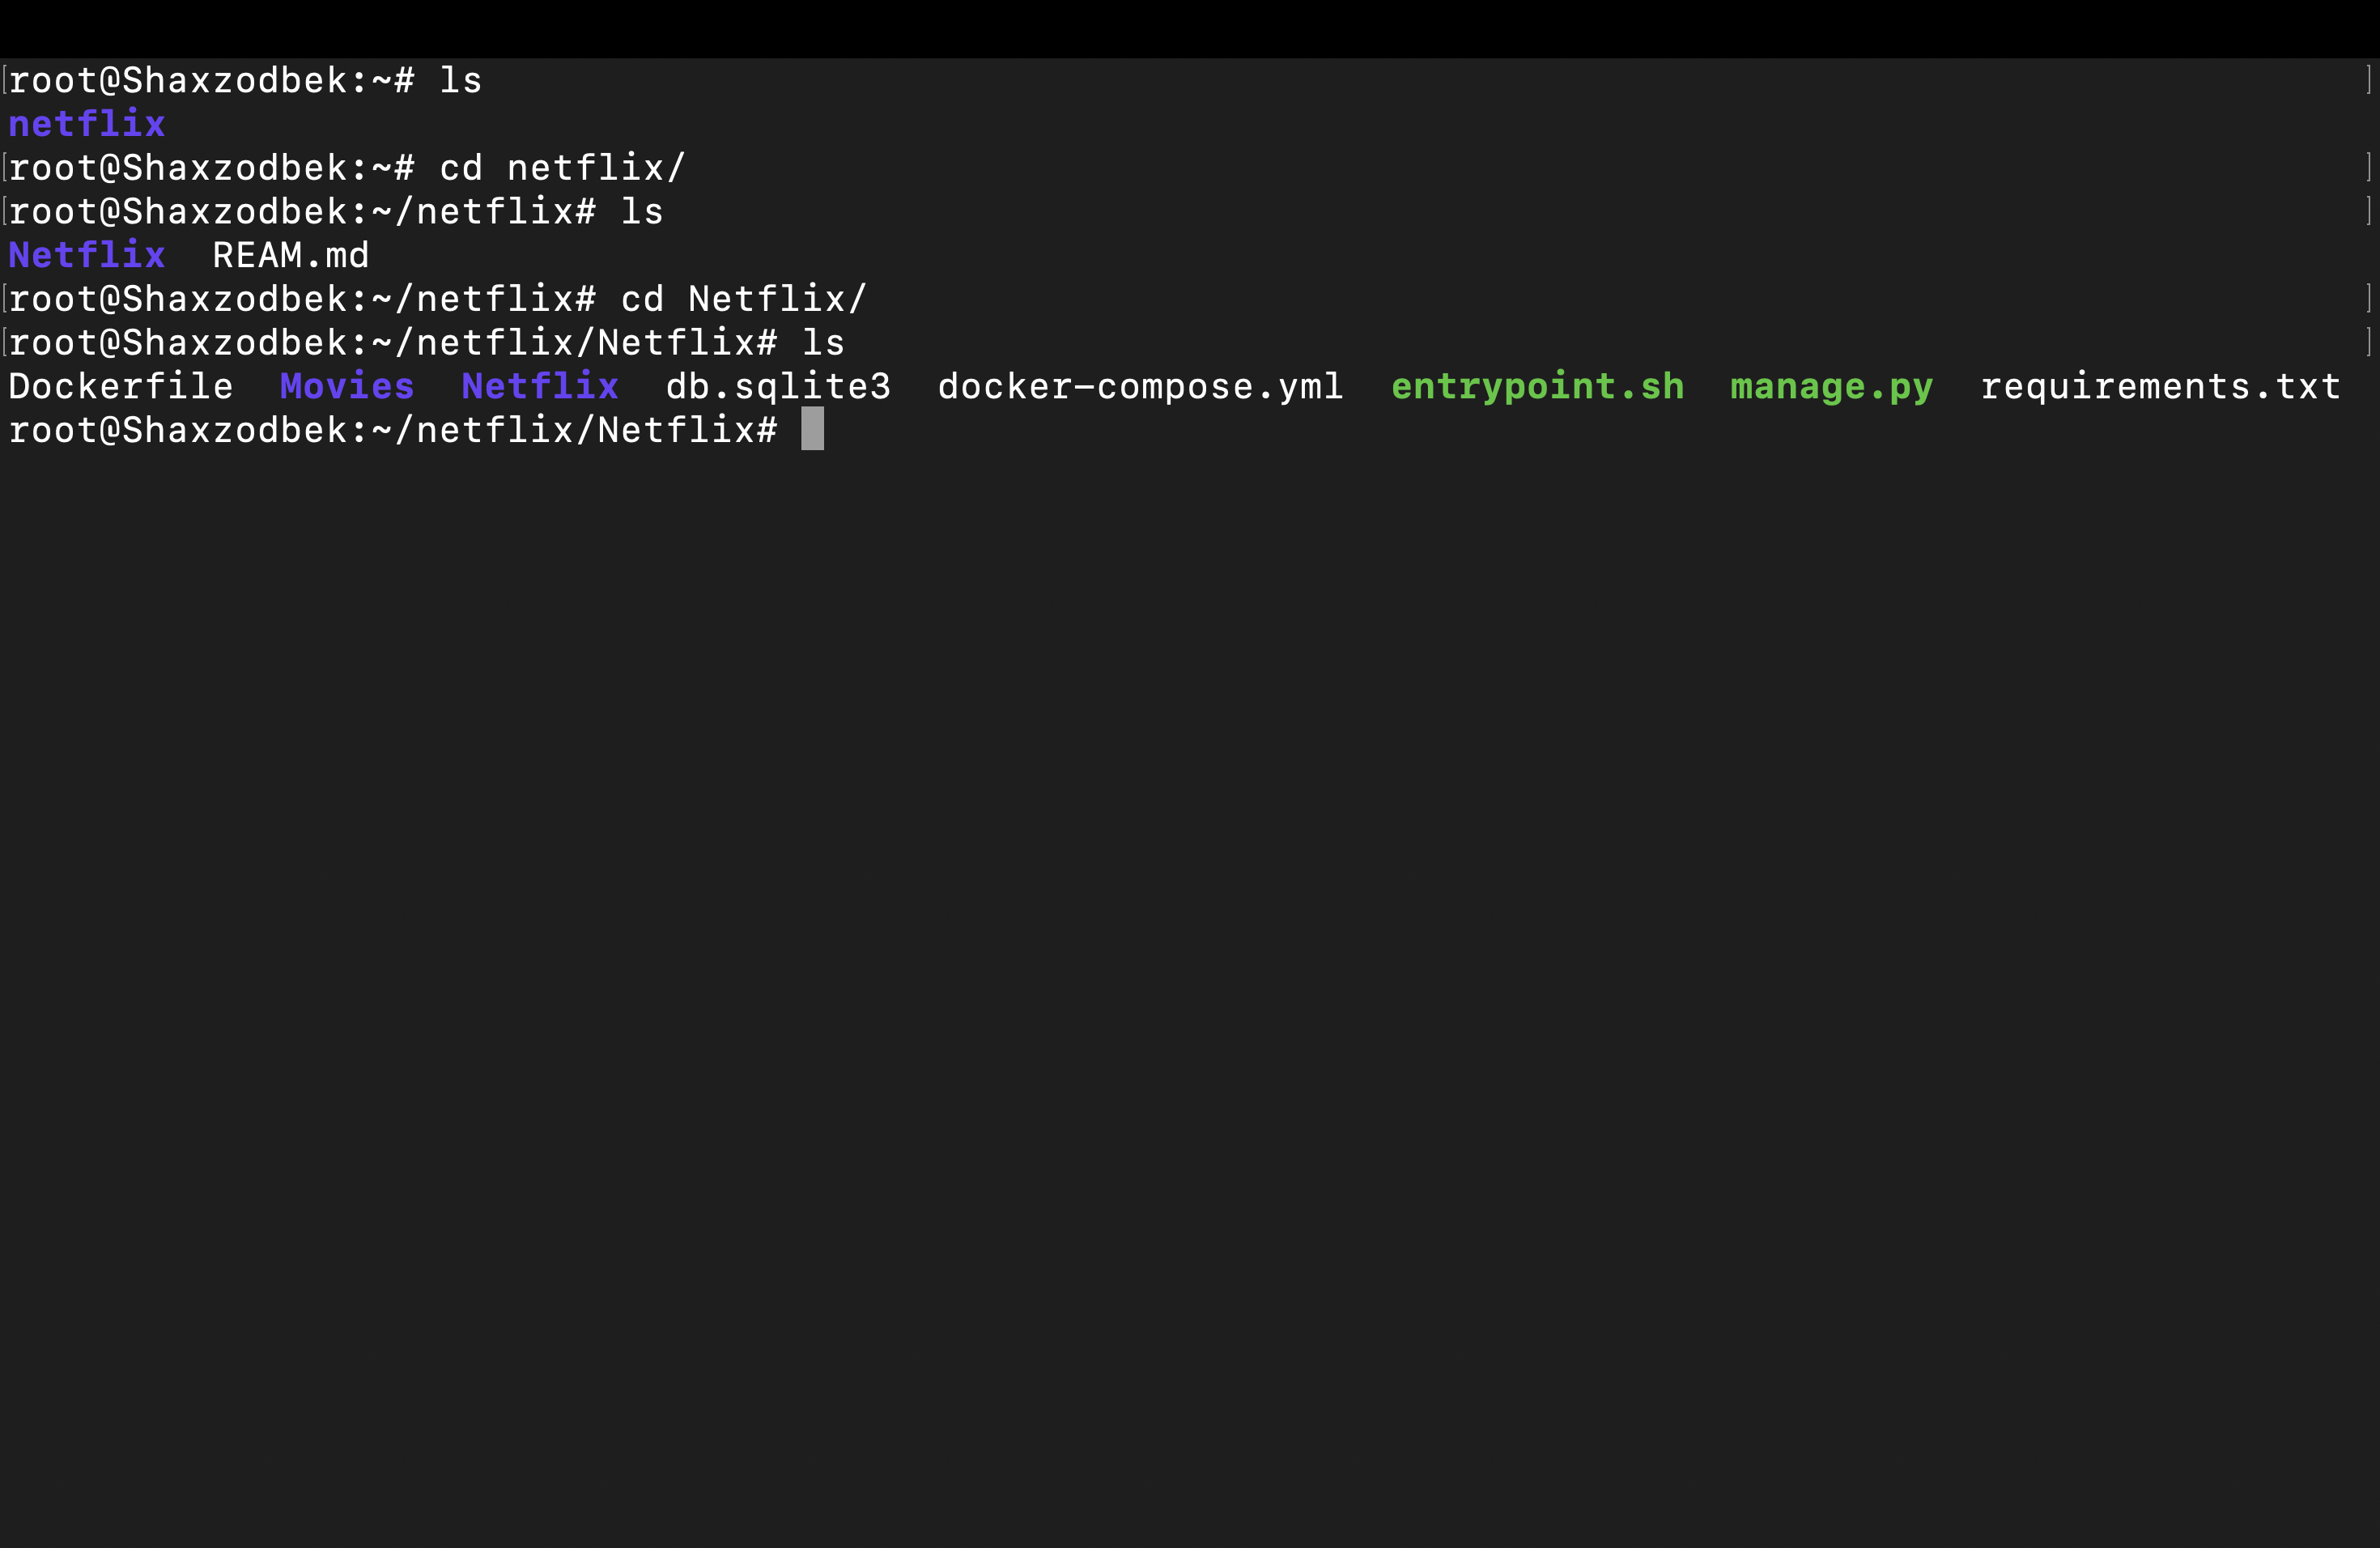 [root@Shaxzodbek:~# ls ]
netflix
[root@Shaxzodbek:~# cd netflix/ ]
[root@Shaxzodbek:~/netflix# ls ]
Netflix  REAM.md
[root@Shaxzodbek:~/netflix# cd Netflix/ ]
[root@Shaxzodbek:~/netflix/Netflix# ls ]
Dockerfile  Movies  Netflix  db.sqlite3  docker-compose.yml  entrypoint.sh  manage.py  requirements.txt
root@Shaxzodbek:~/netflix/Netflix#